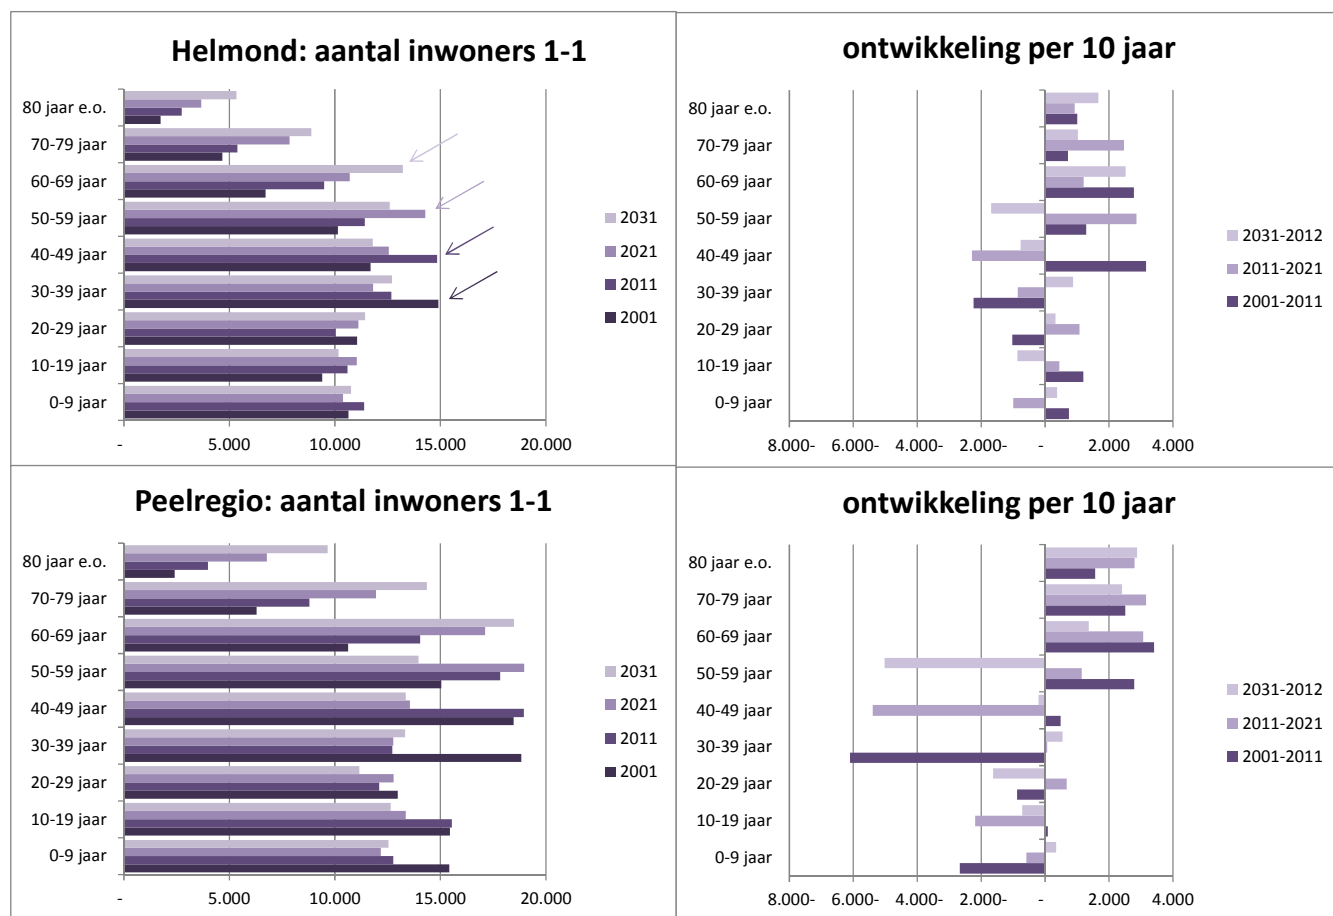 Helmond: aantal inwoners 1-1
80 jaar e.o.
70-79 jaar
60-69 jaar
50-59 jaar
40-49 jaar
30-39 jaar
20-29 jaar
10-19 jaar
0-9 jaar
- 5.000 10.000 15.000 20.000
2031
2021
2011
2001
ontwikkeling per 10 jaar
80 jaar e.o.
70-79 jaar
60-69 jaar
50-59 jaar
40-49 jaar
30-39 jaar
20-29 jaar
10-19 jaar
0-9 jaar
8.000- 6.000- 4.000- 2.000- - 2.000 4.000
2031-2012
2011-2021
2001-2011
Peelregio: aantal inwoners 1-1
80 jaar e.o.
70-79 jaar
60-69 jaar
50-59 jaar
40-49 jaar
30-39 jaar
20-29 jaar
10-19 jaar
0-9 jaar
- 5.000 10.000 15.000 20.000
2031
2021
2011
2001
ontwikkeling per 10 jaar
80 jaar e.o.
70-79 jaar
60-69 jaar
50-59 jaar
40-49 jaar
30-39 jaar
20-29 jaar
10-19 jaar
0-9 jaar
8.000- 6.000- 4.000- 2.000- - 2.000 4.000
2031-2012
2011-2021
2001-2011